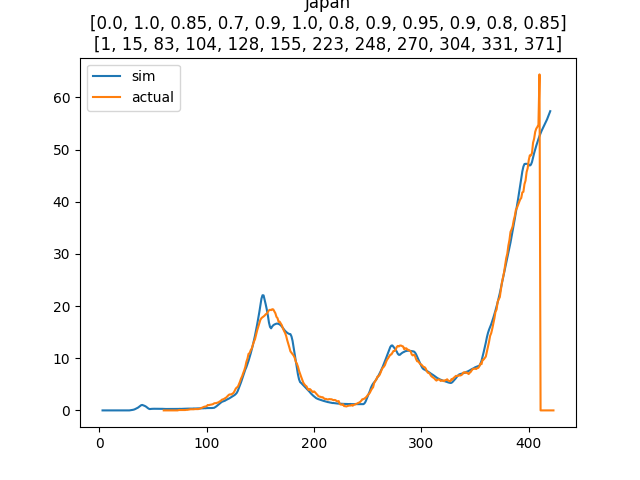 Japan
[0.0, 1.0, 0.85, 0.7, 0.9, 1.0, 0.8, 0.9, 0.95, 0.9, 0.8, 0.85]
[1, 15, 83, 104, 128, 155, 223, 248, 270, 304, 331, 371]
sim
actual
60
50
40
30
20
10
0
0 100 200 300 400